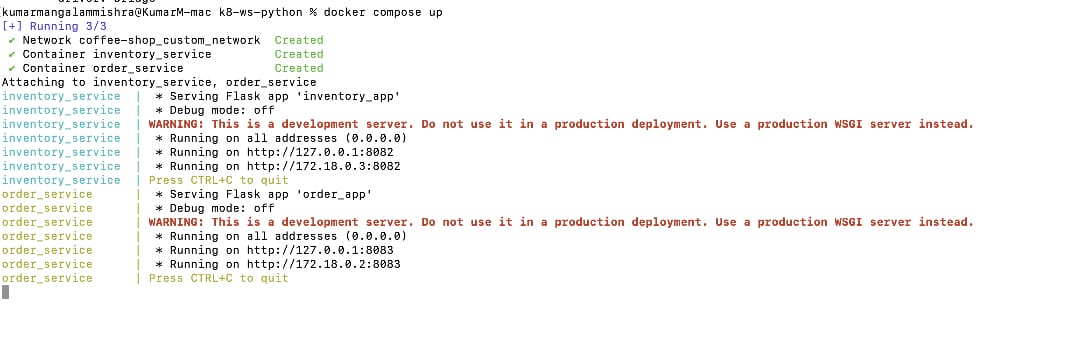 kumarmangalammishra@KumarM-mac k8-ws-python % docker compose up
[+] Running 3/3
✔ Network coffee-shop_custom_network  Created
✔ Container inventory_service         Created
✔ Container order_service             Created
Attaching to inventory_service, order_service
inventory_service  |  * Serving Flask app 'inventory_app'
inventory_service  |  * Debug mode: off
inventory_service  | WARNING: This is a development server. Do not use it in a production deployment. Use a production WSGI server instead.
inventory_service  |  * Running on all addresses (0.0.0.0)
inventory_service  |  * Running on http://127.0.0.1:8082
inventory_service  |  * Running on http://172.18.0.3:8082
inventory_service  | Press CTRL+C to quit
order_service      |  * Serving Flask app 'order_app'
order_service      |  * Debug mode: off
order_service      | WARNING: This is a development server. Do not use it in a production deployment. Use a production WSGI server instead.
order_service      |  * Running on all addresses (0.0.0.0)
order_service      |  * Running on http://127.0.0.1:8083
order_service      |  * Running on http://172.18.0.2:8083
order_service      | Press CTRL+C to quit